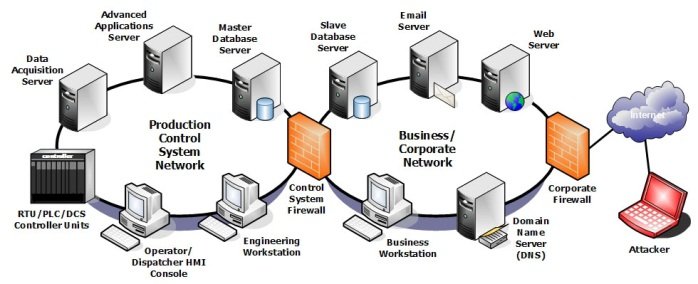 Data
Acquisition
Server
Advanced
Applications
Server
Master
Database
Server
Slave
Database
Server
Email
Server
Web
Server
Production
Control
System
Network
Business/
Corporate
Network
Internet
controller
RTU/PLC/DCS
Controller Units
Operator/
Dispatcher HMI
Console
Engineering
Workstation
Control
System
Firewall
Business
Workstation
Domain
Name
Server
(DNS)
Corporate
Firewall
Attacker